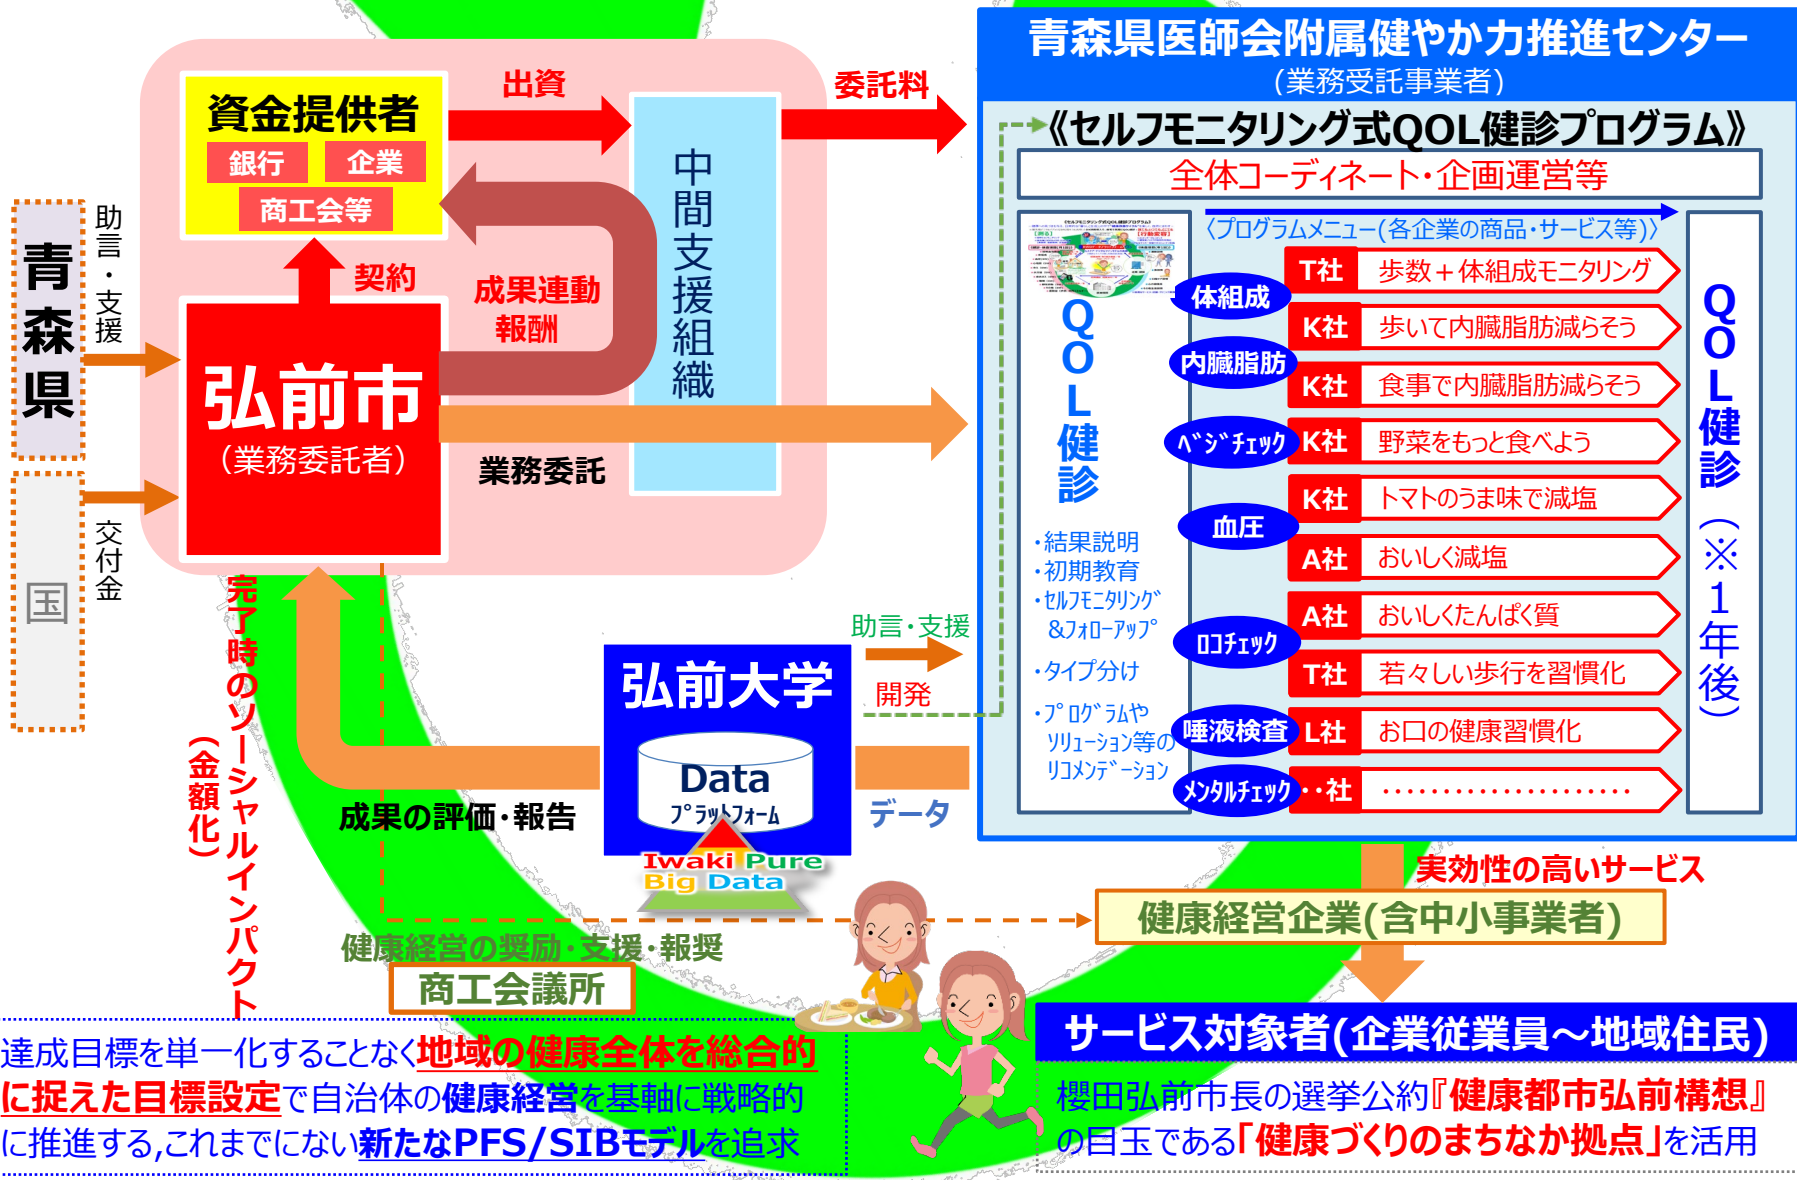 青森県医師会附属健やか力推進センター
(業務受託事業者)
《セルフモニタリング式QOL健診プログラム》
全体コーディネート・企画運営等
〈プログラムメニュー(各企業の商品・サービス等)〉
資金提供者
銀行
企業
商工会等
出資
委託料
中間支援組織
契約
成果連動
報酬
青森県
助言・支援
国
交付金
弘前市
(業務委託者)
業務委託
QOL健診
・結果説明
・初期教育
・ｾﾙﾌﾓﾆﾀﾘﾝｸﾞ
&ﾌｫﾛｰｱｯﾌﾟ
・タイプ分け
・ﾌﾟﾛｸﾞﾗﾑや
ｿﾘｭｰｼｮﾝ等の
ﾘｺﾒﾝﾃﾞｰｼｮﾝ
体組成
内臓脂肪
ﾍﾞｼﾞﾁｪｯｸ
血圧
ﾛｺﾁｪｯｸ
唾液検査
ﾒﾝﾀﾙﾁｪｯｸ
T社 歩数＋体組成モニタリング
K社 歩いて内臓脂肪減らそう
K社 食事で内臓脂肪減らそう
K社 野菜をもっと食べよう
K社 トマトのうま味で減塩
A社 おいしく減塩
A社 おいしくたんぱく質
T社 若々しい歩行を習慣化
L社 お口の健康習慣化
・・社 ・・・・・・・・・・・・・・・・・・・・
QOL健診(※1年後)
完了時のソーシャルインパクト
(金額化)
弘前大学
Data
ﾌﾟﾗｯﾄﾌｫｰﾑ
Iwaki Pure
Big Data
助言・支援
開発
データ
成果の評価・報告
健康経営の奨励・支援・報奨
商工会議所
実効性の高いサービス
健康経営企業(含中小事業者)
サービス対象者(企業従業員～地域住民)
達成目標を単一化することなく地域の健康全体を総合的
に捉えた目標設定で自治体の健康経営を基軸に戦略的
に推進する,これまでにない新たなPFS/SIBモデルを追求
櫻田弘前市長の選挙公約『健康都市弘前構想』
の目玉である「健康づくりのまちなか拠点」を活用